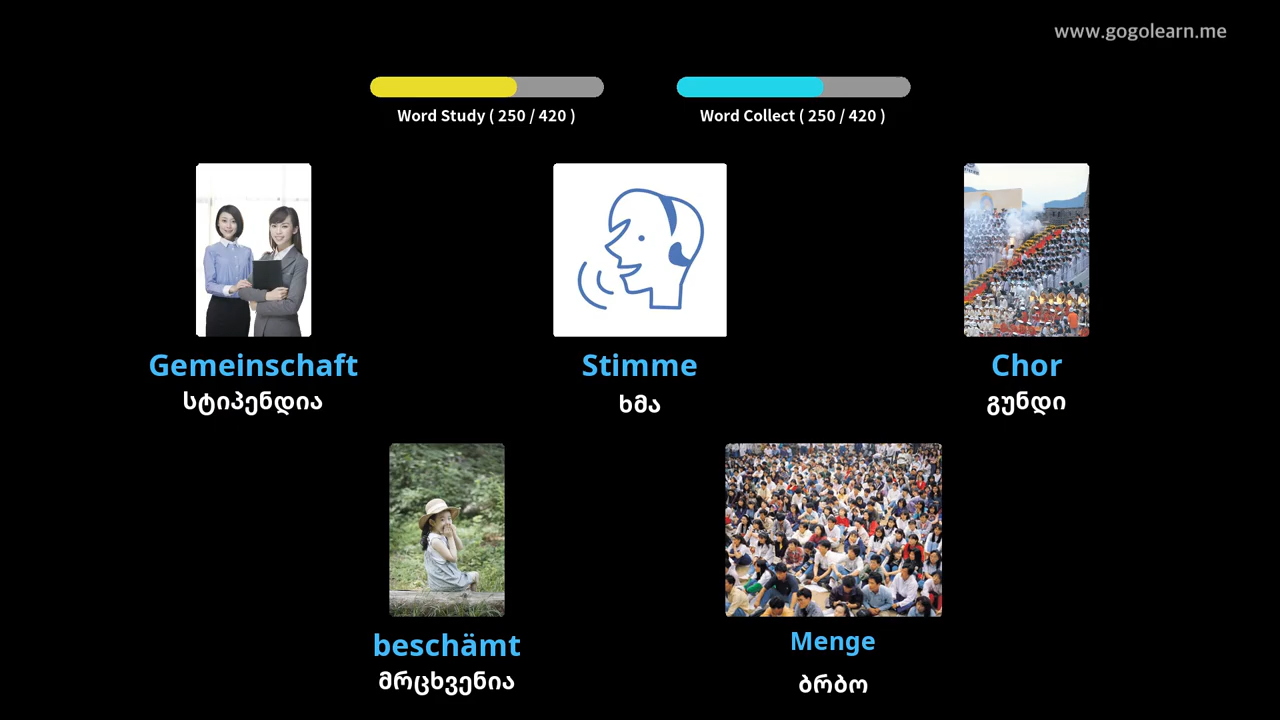 www.gogolearn.me
Word Study ( 250 / 420 )
Word Collect ( 250 / 420 )
Gemeinschaft
სტიპენდია
Stimme
ხმა
Chor
გუნდი
beschämt
მრცხვენია
Menge
ბრბო